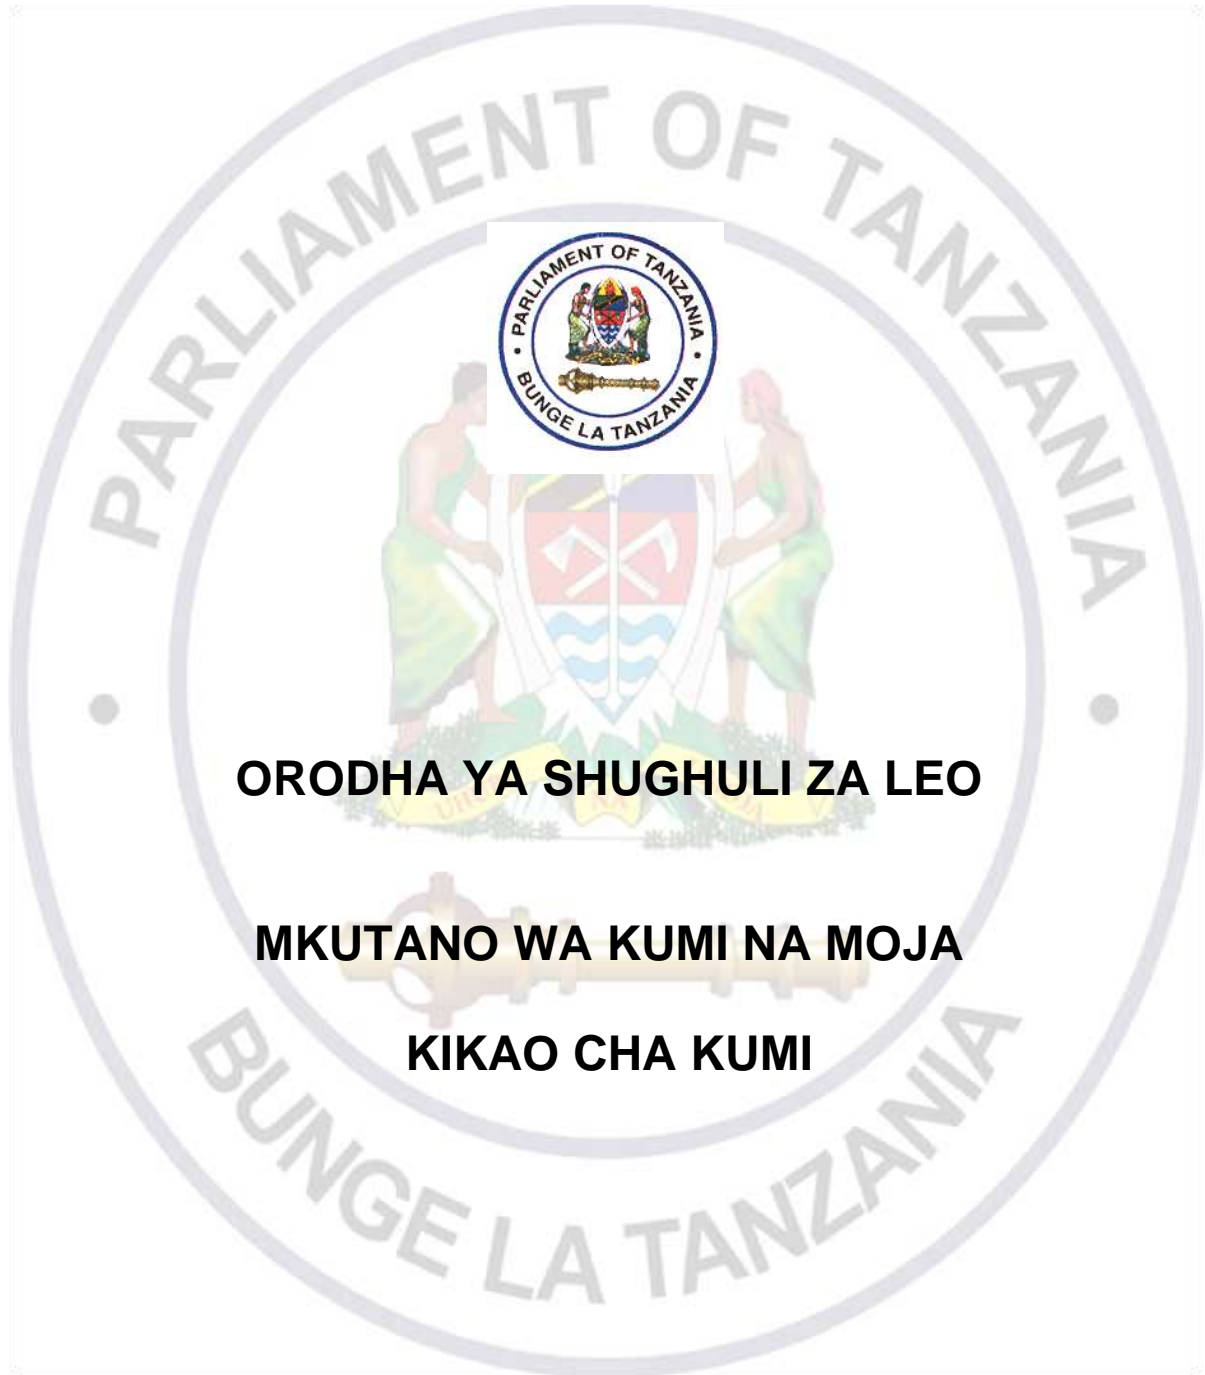 PARLIAMENT OF TANZANIA
PARLIAMENT OF TANZANIA
BUNGE LA TANZANIA
ORODHA YA SHUGHULI ZA LEO
MKUTANO WA KUMI NA MOJA
KIKAO CHA KUMI
BUNGE LA TANZANIA